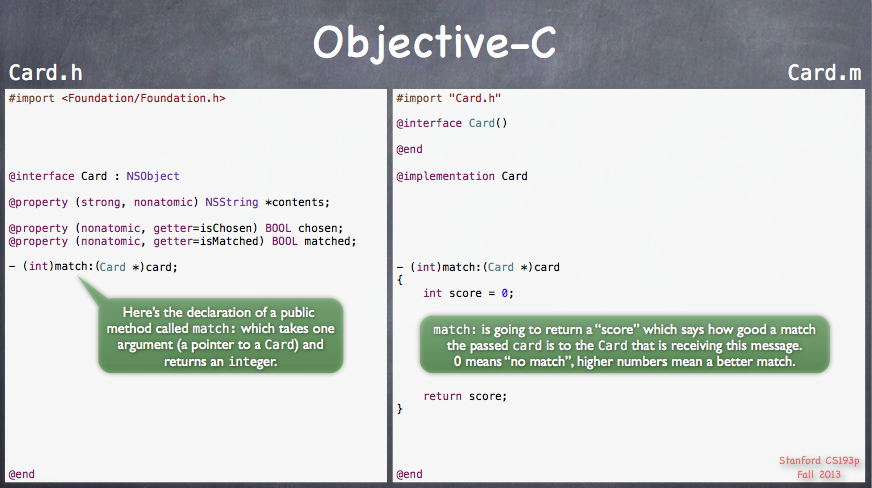 Objective-C
Card.h
Card.m
#import <Foundation/Foundation.h>
@interface Card : NSObject
@property (strong, nonatomic) NSString *contents;
@property (nonatomic, getter=isChosen) BOOL chosen;
@property (nonatomic, getter=isMatched) BOOL matched;
- (int)match:(Card *)card;
Here's the declaration of a public
method called match: which takes one
argument (a pointer to a Card) and
returns an integer.
@end
#import "Card.h"
@interface Card()
@end
@implementation Card
- (int)match:(Card *)card
{
int score = 0;
match: is going to return a “score” which says how good a match
the passed card is to the Card that is receiving this message.
0 means “no match”, higher numbers mean a better match.
return score;
}
@end
Stanford CS193p
Fall 2013